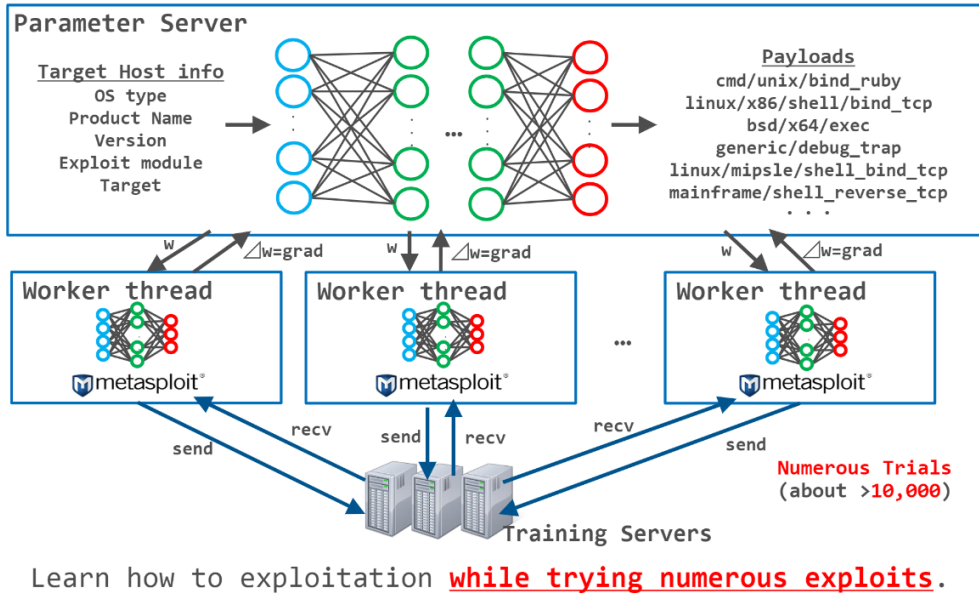 Parameter Server
Target Host info
OS type
Product Name
Version
Exploit module
Target
...
Payloads
cmd/unix/bind_ruby
linux/x86/shell/bind_tcp
bsd/x64/exec
generic/debug_trap
linux/mipsle/shell_bind_tcp
mainframe/shell_reverse_tcp
. . .
w
⊿w=grad
w
⊿w=grad
w
⊿w=grad
Worker thread
metasploit®
Worker thread
metasploit®
...
Worker thread
metasploit®
send
recv
send
recv
recv
send
Numerous Trials
(about >10,000)
Training Servers
Learn how to exploitation while trying numerous exploits.